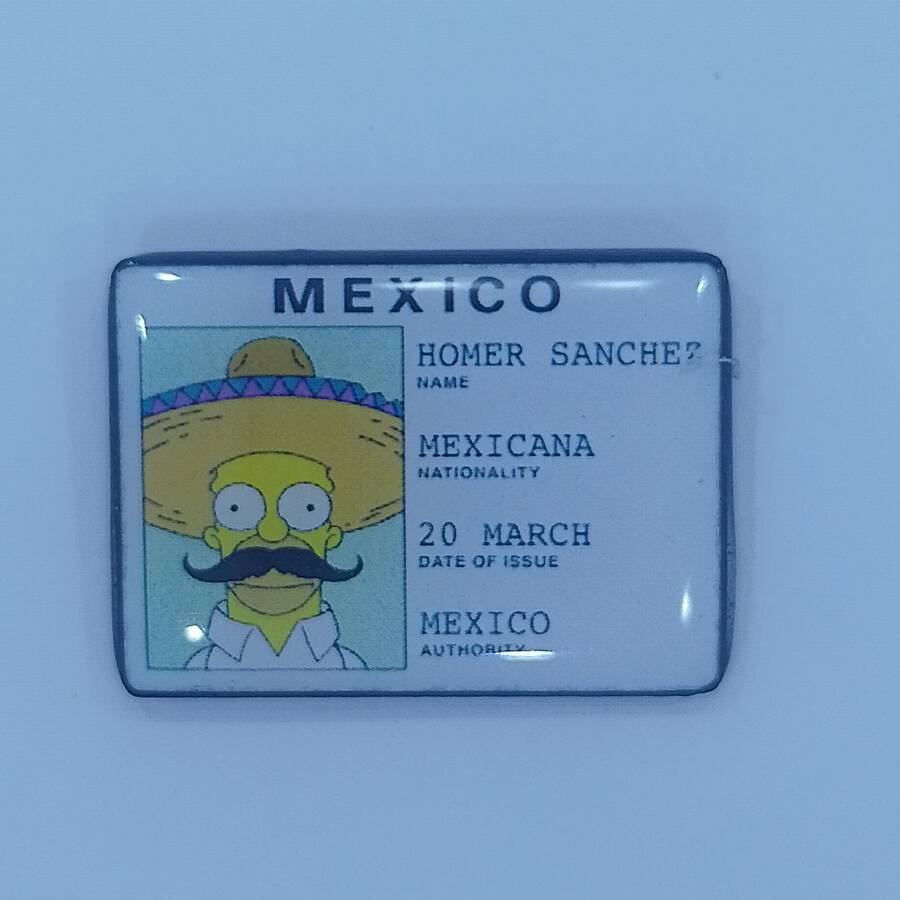 MEXICO
HOMER SANCHEZ
NAME
MEXICANA
NATIONALITY
20 MARCH
DATE OF ISSUE
MEXICO
AUTHORITY